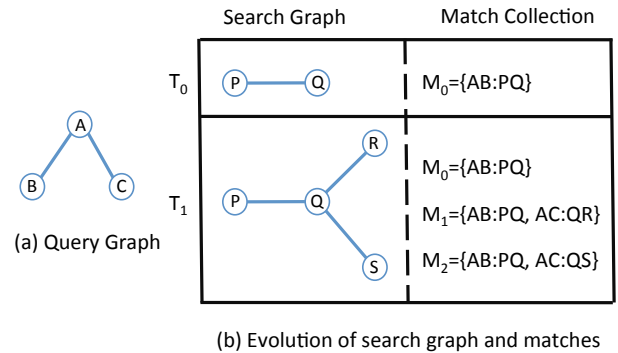 Search Graph
Match Collection
T0
P
Q
M0={AB:PQ}
A
B
C
(a) Query Graph
T1
R
P
Q
S
M0={AB:PQ}
M1={AB:PQ, AC:QR}
M2={AB:PQ, AC:QS}
(b) Evolution of search graph and matches